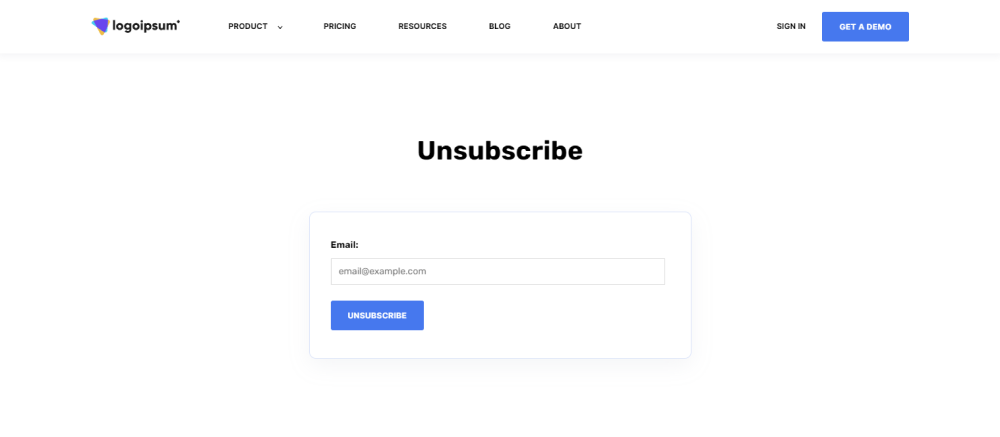 logoipsum
PRODUCT
PRICING
RESOURCES
BLOG
ABOUT
SIGN IN
GET A DEMO
Unsubscribe
Email:
email@example.com
UNSUBSCRIBE